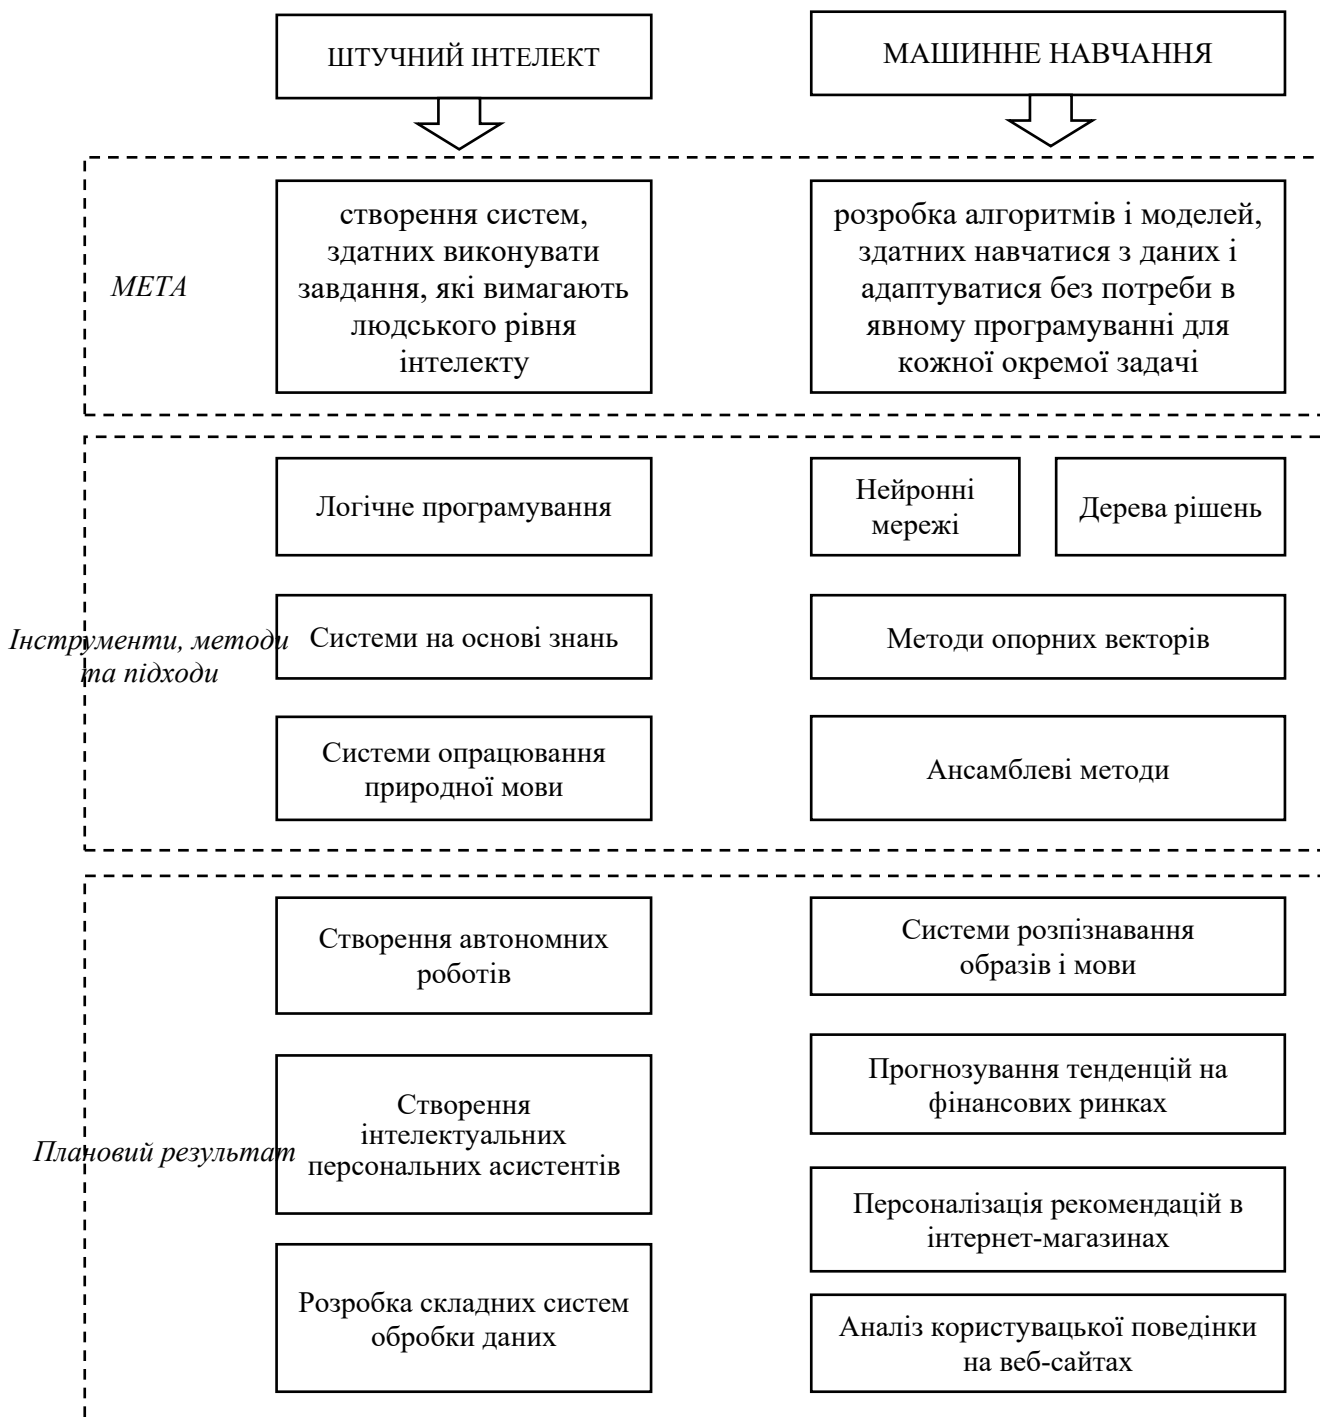 ШТУЧНИЙ ІНТЕЛЕКТ
МАШИННЕ НАВЧАННЯ
МЕТА
створення систем,
здатних виконувати
завдання, які вимагають
людського рівня
інтелекту
розробка алгоритмів і моделей,
здатних навчатися з даних і
адаптуватися без потреби в
явному програмуванні для
кожної окремої задачі
Інструменти, методи
та підходи
Логічне програмування
Нейронні
мережі
Дерева рішень
Системи на основі знань
Методи опорних векторів
Системи опрацювання
природної мови
Ансамблеві методи
Плановий результат
Створення автономних
роботів
Системи розпізнавання
образів і мови
Створення
інтелектуальних
персональних асистентів
Прогнозування тенденцій на
фінансових ринках
Персоналізація рекомендацій в
інтернет-магазинах
Розробка складних систем
обробки даних
Аналіз користувацької поведінки
на веб-сайтах